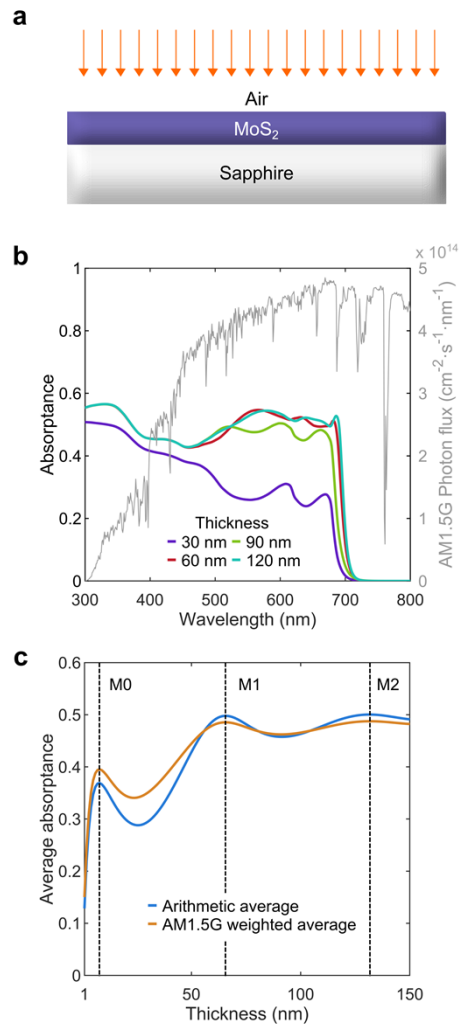 a
Air
MoS₂
Sapphire
b
x 10¹⁴
1
0.8
0.6
0.4
0.2
0
Absorptance
5
4
3
2
1
0
AM1.5G Photon flux (cm⁻²·s⁻¹·nm⁻¹)
Thickness
30 nm 90 nm
60 nm 120 nm
300 400 500 600 700 800
Wavelength (nm)
c
0.6
0.5
0.4
0.3
0.2
0.1
0
Average absorptance
M0 M1 M2
Arithmetic average
AM1.5G weighted average
1 50 100 150
Thickness (nm)